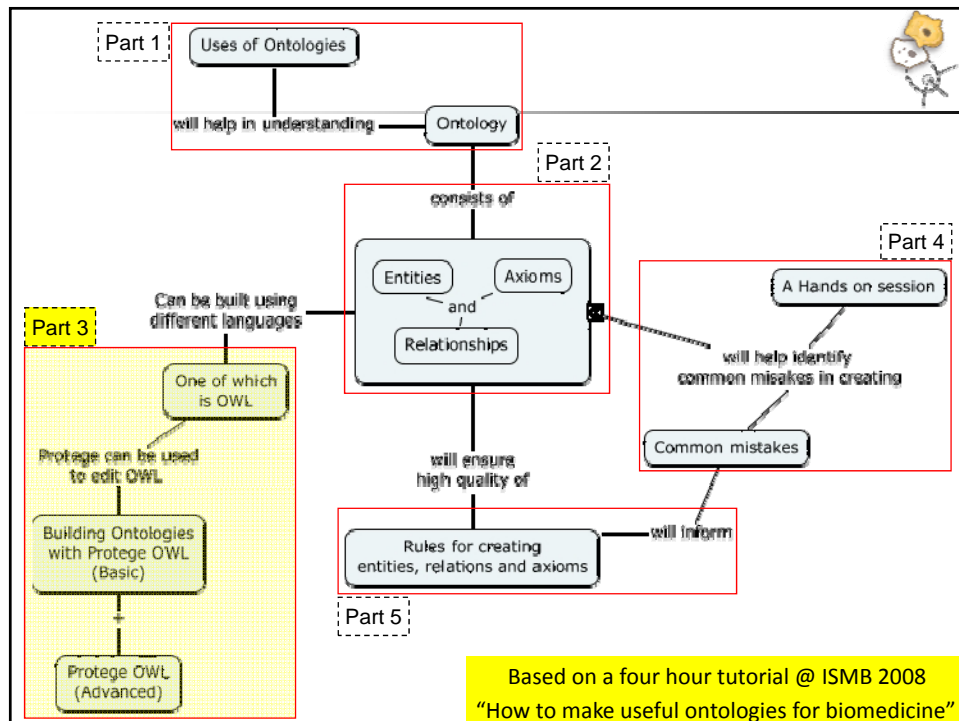 Part 1
Uses of Ontologies
will help in understanding
Ontology
Part 2
consists of
Entities
Axioms
and
Relationships
Part 4
A Hands on session
will help identify
common misakes in creating
Common mistakes
Can be built using
different languages
Part 3
One of which
is OWL
Protege can be used
to edit OWL
Building Ontologies
with Protege OWL
(Basic)
+
Protege OWL
(Advanced)
will ensure
high quality of
Rules for creating
entities, relations and axioms
will inform
Part 5
Based on a four hour tutorial @ ISMB 2008
“How to make useful ontologies for biomedicine”